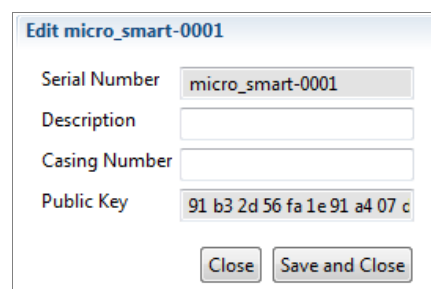 Edit micro_smart-0001
Serial Number micro_smart-0001
Description
Casing Number
Public Key 91 b3 2d 56 fa 1e 91 a4 07 c
Close Save and Close